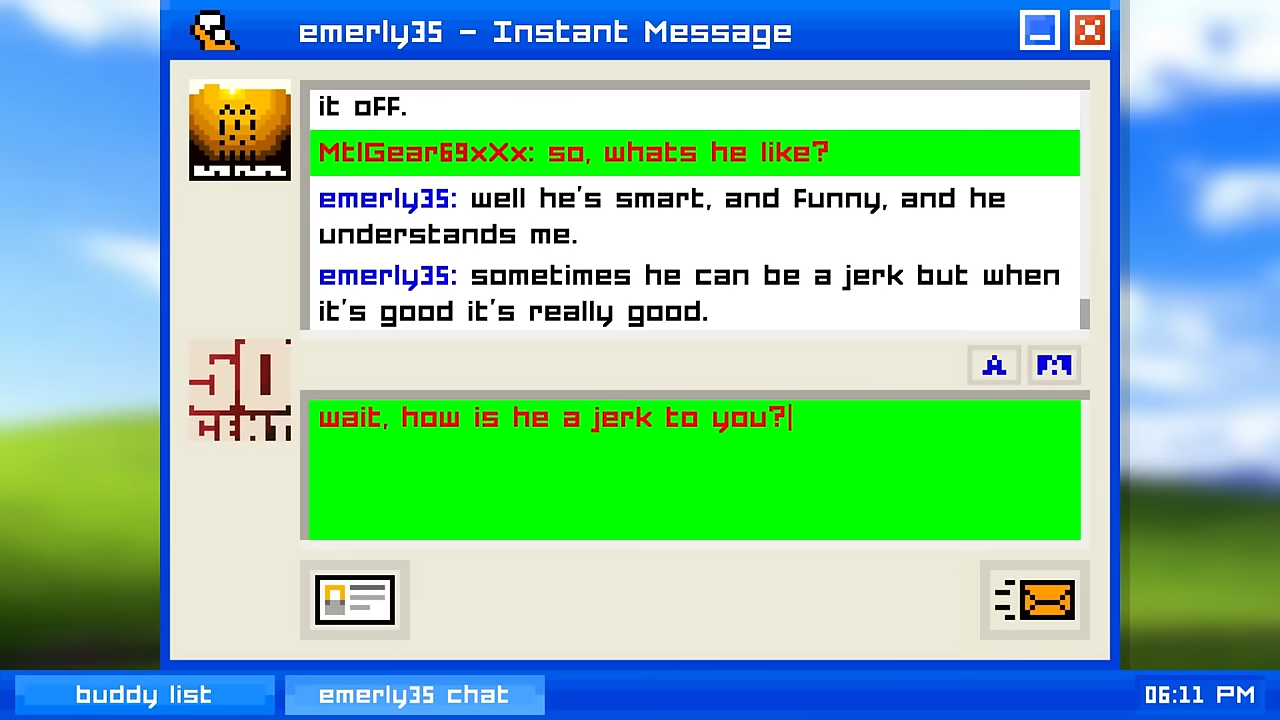 emerly35 - Instant Message
it off.
MtlGear69xXx: so, whats he like?
emerly35: well he's smart, and funny, and he
understands me.
emerly35: sometimes he can be a jerk but when
it's good it's really good.
50
A
wait, how is he a jerk to you?
buddy list
emerly35 chat
06:11 PM